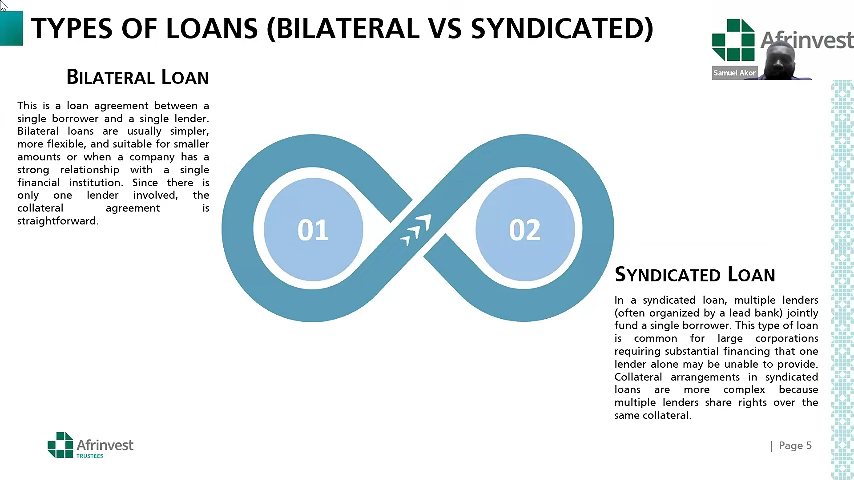 TYPES OF LOANS (BILATERAL VS SYNDICATED)
Afrinvest
Samuel Akor
BILATERAL LOAN
This is a loan agreement between a
single borrower and a single lender.
Bilateral loans are usually simpler,
more flexible, and suitable for smaller
amounts or when a company has a
strong relationship with a single
financial institution. Since there is
only one lender involved, the
collateral agreement is
straightforward.
01
02
SYNDICATED LOAN
In a syndicated loan, multiple lenders
(often organized by a lead bank) jointly
fund a single borrower. This type of loan
is common for large corporations
requiring substantial financing that one
lender alone may be unable to provide.
Collateral arrangements in syndicated
loans are more complex because
multiple lenders share rights over the
same collateral.
Afrinvest
TRUSTEES
| Page 5